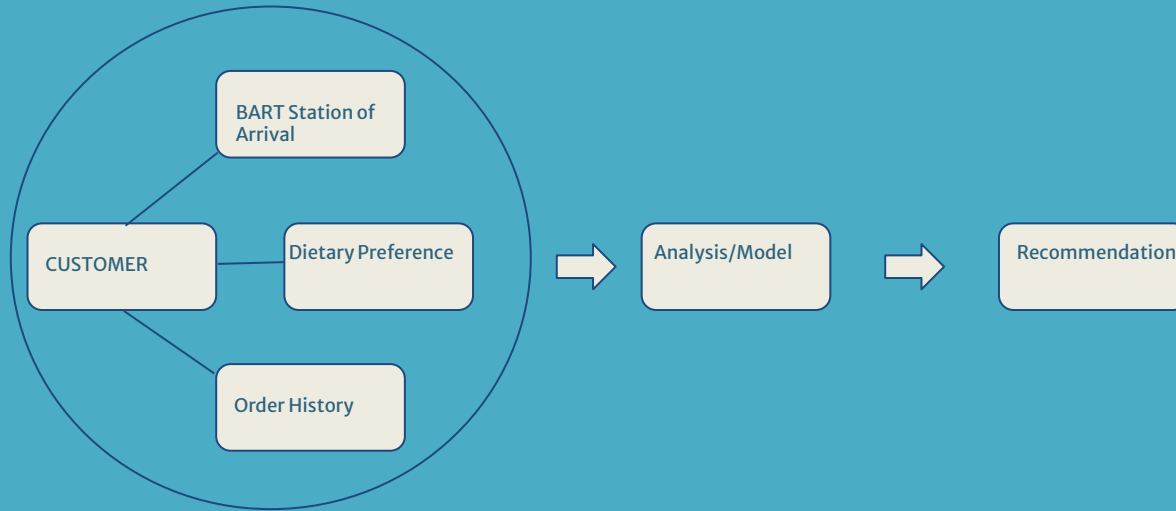 BART Station of
Arrival
CUSTOMER
Dietary Preference
Analysis/Model
Recommendation
Order History